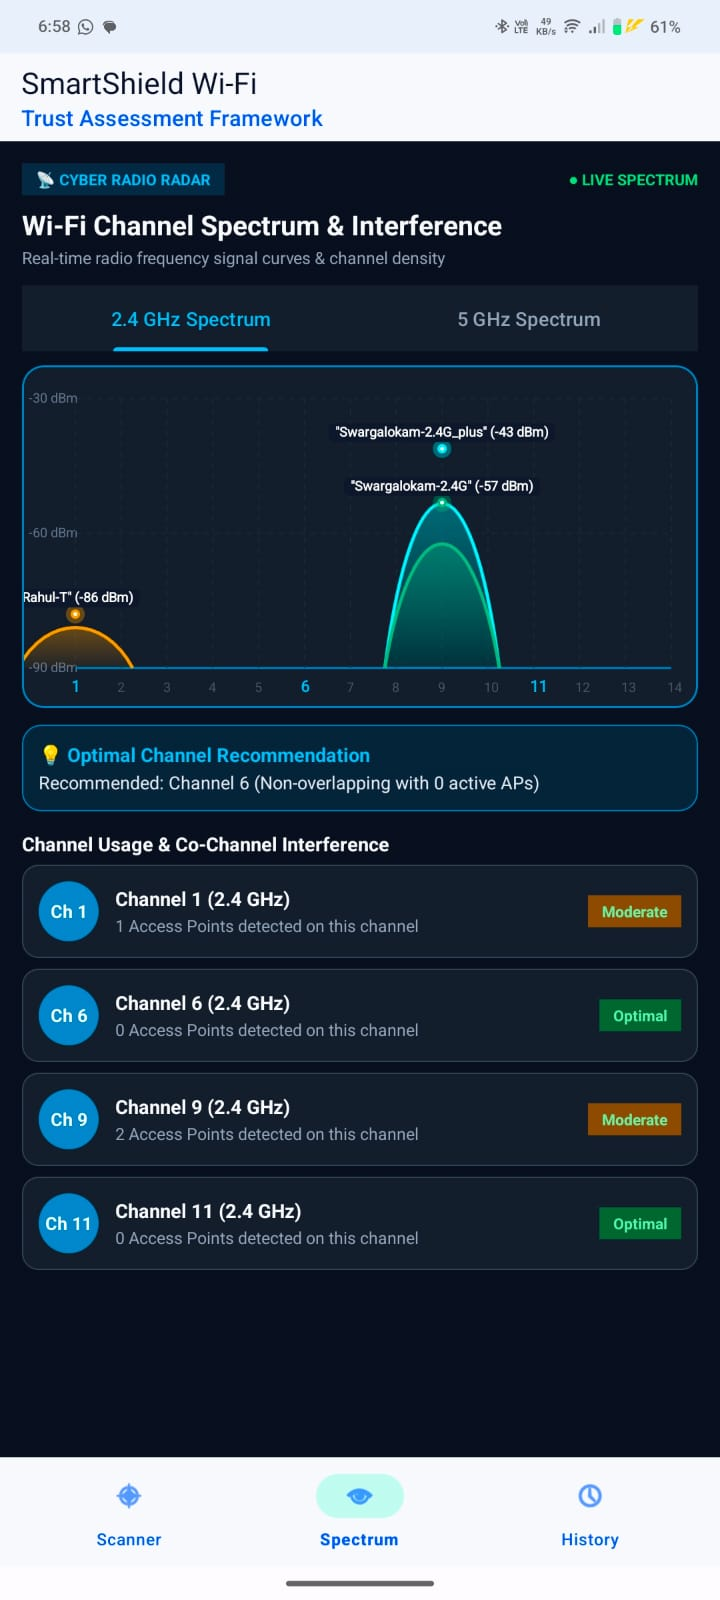 6:58
Vo) LTE 49 KB/s 61%
SmartShield Wi-Fi
Trust Assessment Framework
📡 CYBER RADIO RADAR
● LIVE SPECTRUM
Wi-Fi Channel Spectrum & Interference
Real-time radio frequency signal curves & channel density
2.4 GHz Spectrum
5 GHz Spectrum
-30 dBm
"Swargalokam-2.4G_plus" (-43 dBm)
"Swargalokam-2.4G" (-57 dBm)
-60 dBm
Rahul-T" (-86 dBm)
-90 dBm
1 2 3 4 5 6 7 8 9 10 11 12 13 14
💡 Optimal Channel Recommendation
Recommended: Channel 6 (Non-overlapping with 0 active APs)
Channel Usage & Co-Channel Interference
Ch 1
Channel 1 (2.4 GHz)
1 Access Points detected on this channel
Moderate
Ch 6
Channel 6 (2.4 GHz)
0 Access Points detected on this channel
Optimal
Ch 9
Channel 9 (2.4 GHz)
2 Access Points detected on this channel
Moderate
Ch 11
Channel 11 (2.4 GHz)
0 Access Points detected on this channel
Optimal
Scanner
Spectrum
History